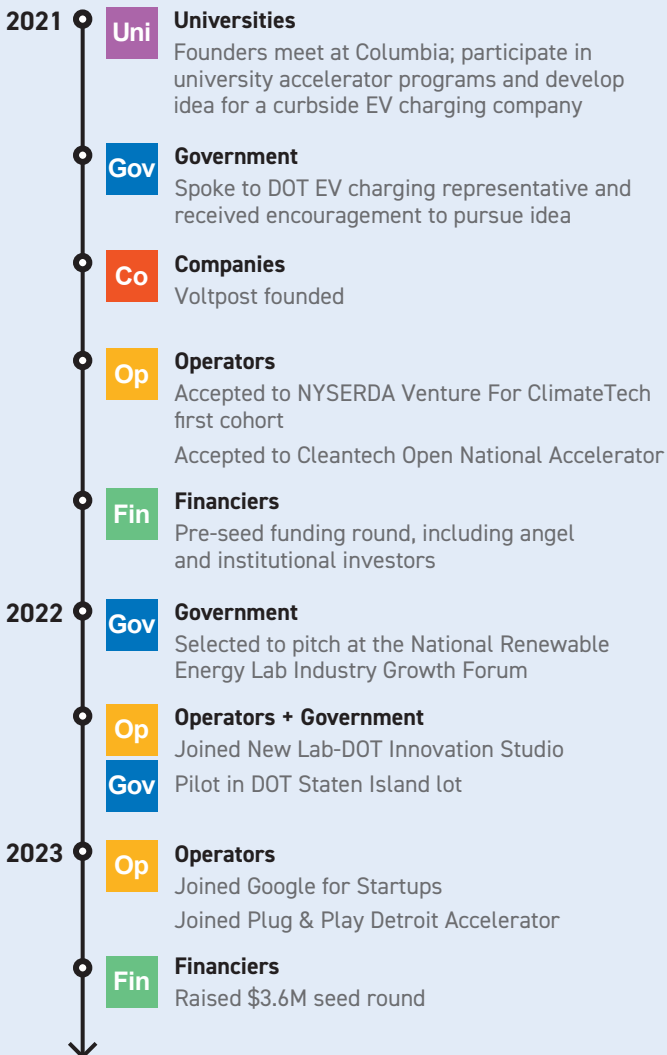 2021
Uni
Universities
Founders meet at Columbia; participate in
university accelerator programs and develop
idea for a curbside EV charging company
Gov
Government
Spoke to DOT EV charging representative and
received encouragement to pursue idea
Co
Companies
Voltpost founded
Op
Operators
Accepted to NYSERDA Venture For ClimateTech
first cohort
Accepted to Cleantech Open National Accelerator
Fin
Financiers
Pre-seed funding round, including angel
and institutional investors
2022
Gov
Government
Selected to pitch at the National Renewable
Energy Lab Industry Growth Forum
Op
Operators + Government
Joined New Lab-DOT Innovation Studio
Gov
Pilot in DOT Staten Island lot
2023
Op
Operators
Joined Google for Startups
Joined Plug & Play Detroit Accelerator
Fin
Financiers
Raised $3.6M seed round